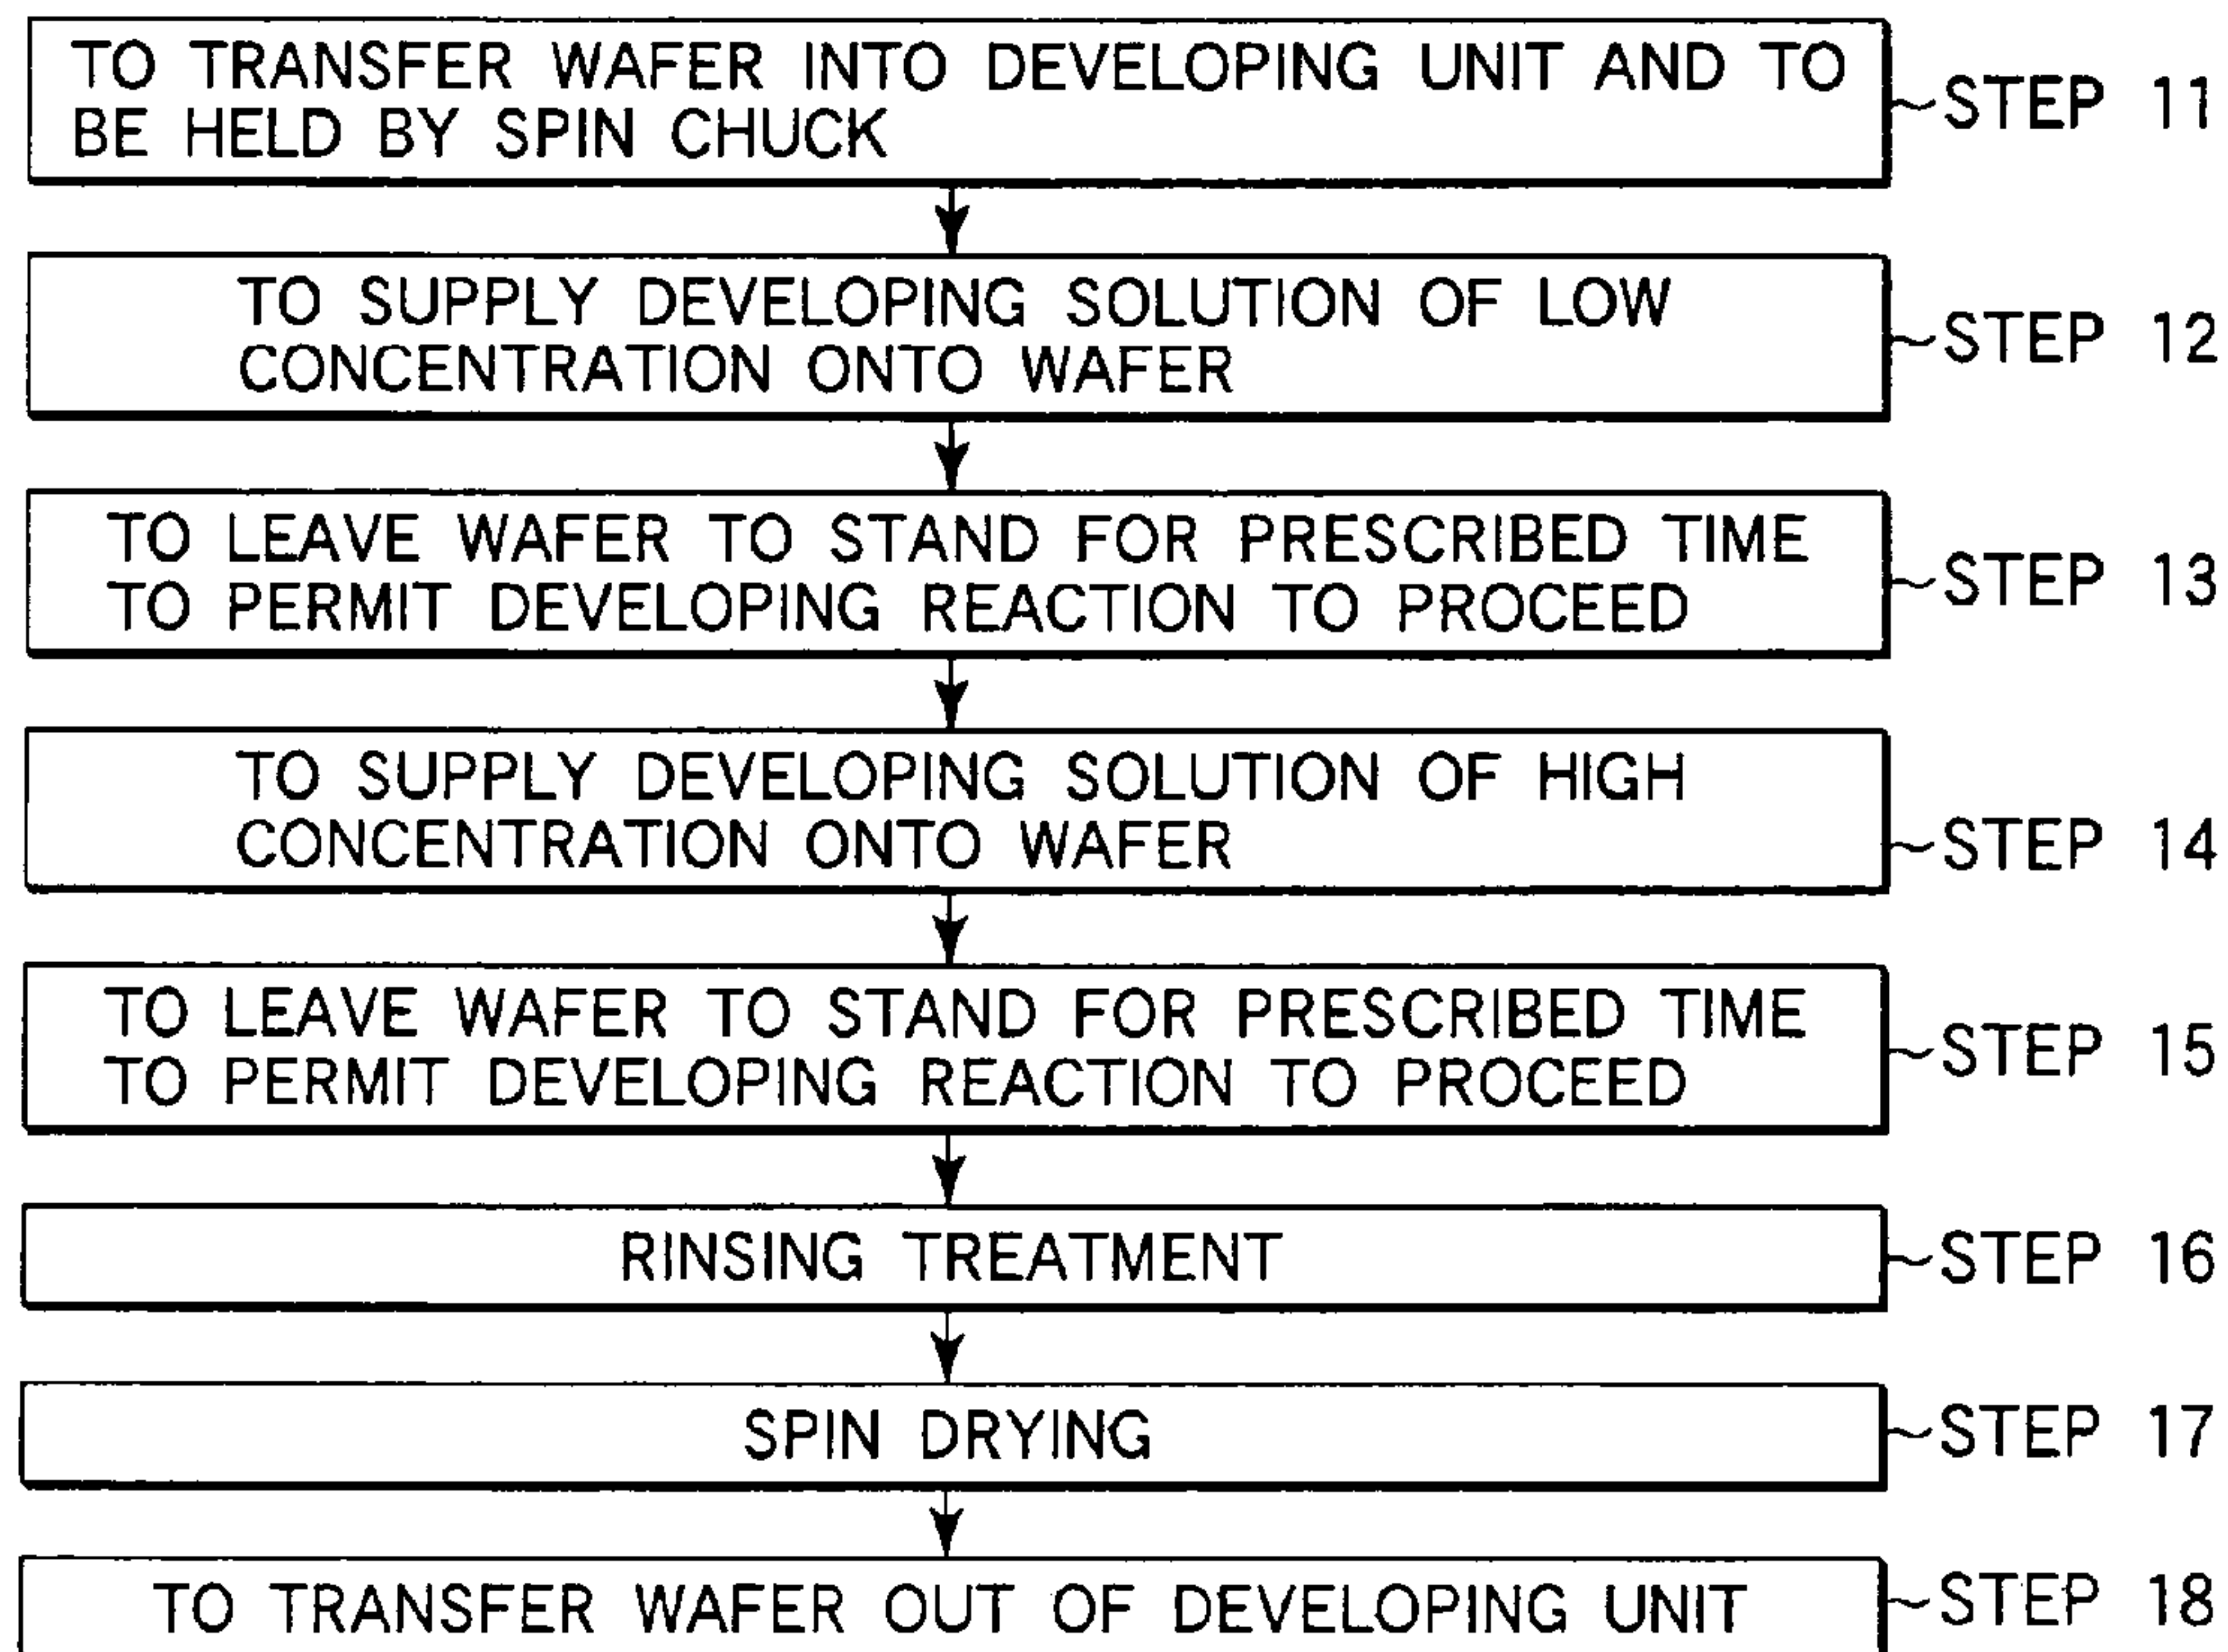 TO TRANSFER WAFER INTO DEVELOPING UNIT AND TO
BE HELD BY SPIN CHUCK
~STEP 11
TO SUPPLY DEVELOPING SOLUTION OF LOW
CONCENTRATION ONTO WAFER
~STEP 12
TO LEAVE WAFER TO STAND FOR PRESCRIBED TIME
TO PERMIT DEVELOPING REACTION TO PROCEED
~STEP 13
TO SUPPLY DEVELOPING SOLUTION OF HIGH
CONCENTRATION ONTO WAFER
~STEP 14
TO LEAVE WAFER TO STAND FOR PRESCRIBED TIME
TO PERMIT DEVELOPING REACTION TO PROCEED
~STEP 15
RINSING TREATMENT
~STEP 16
SPIN DRYING
~STEP 17
TO TRANSFER WAFER OUT OF DEVELOPING UNIT
~STEP 18